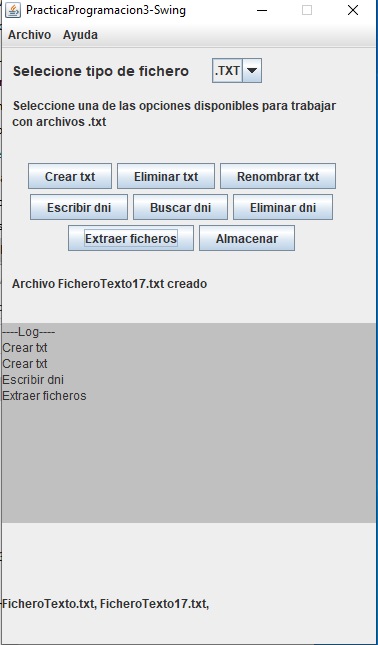 PracticaProgramacion3-Swing
Archivo Ayuda
Selecione tipo de fichero .TXT
Seleccione una de las opciones disponibles para trabajar
con archivos .txt
Crear txt Eliminar txt Renombrar txt
Escribir dni Buscar dni Eliminar dni
Extraer ficheros Almacenar
Archivo FicheroTexto17.txt creado
----Log----
Crear txt
Crear txt
Escribir dni
Extraer ficheros
FicheroTexto.txt, FicheroTexto17.txt,